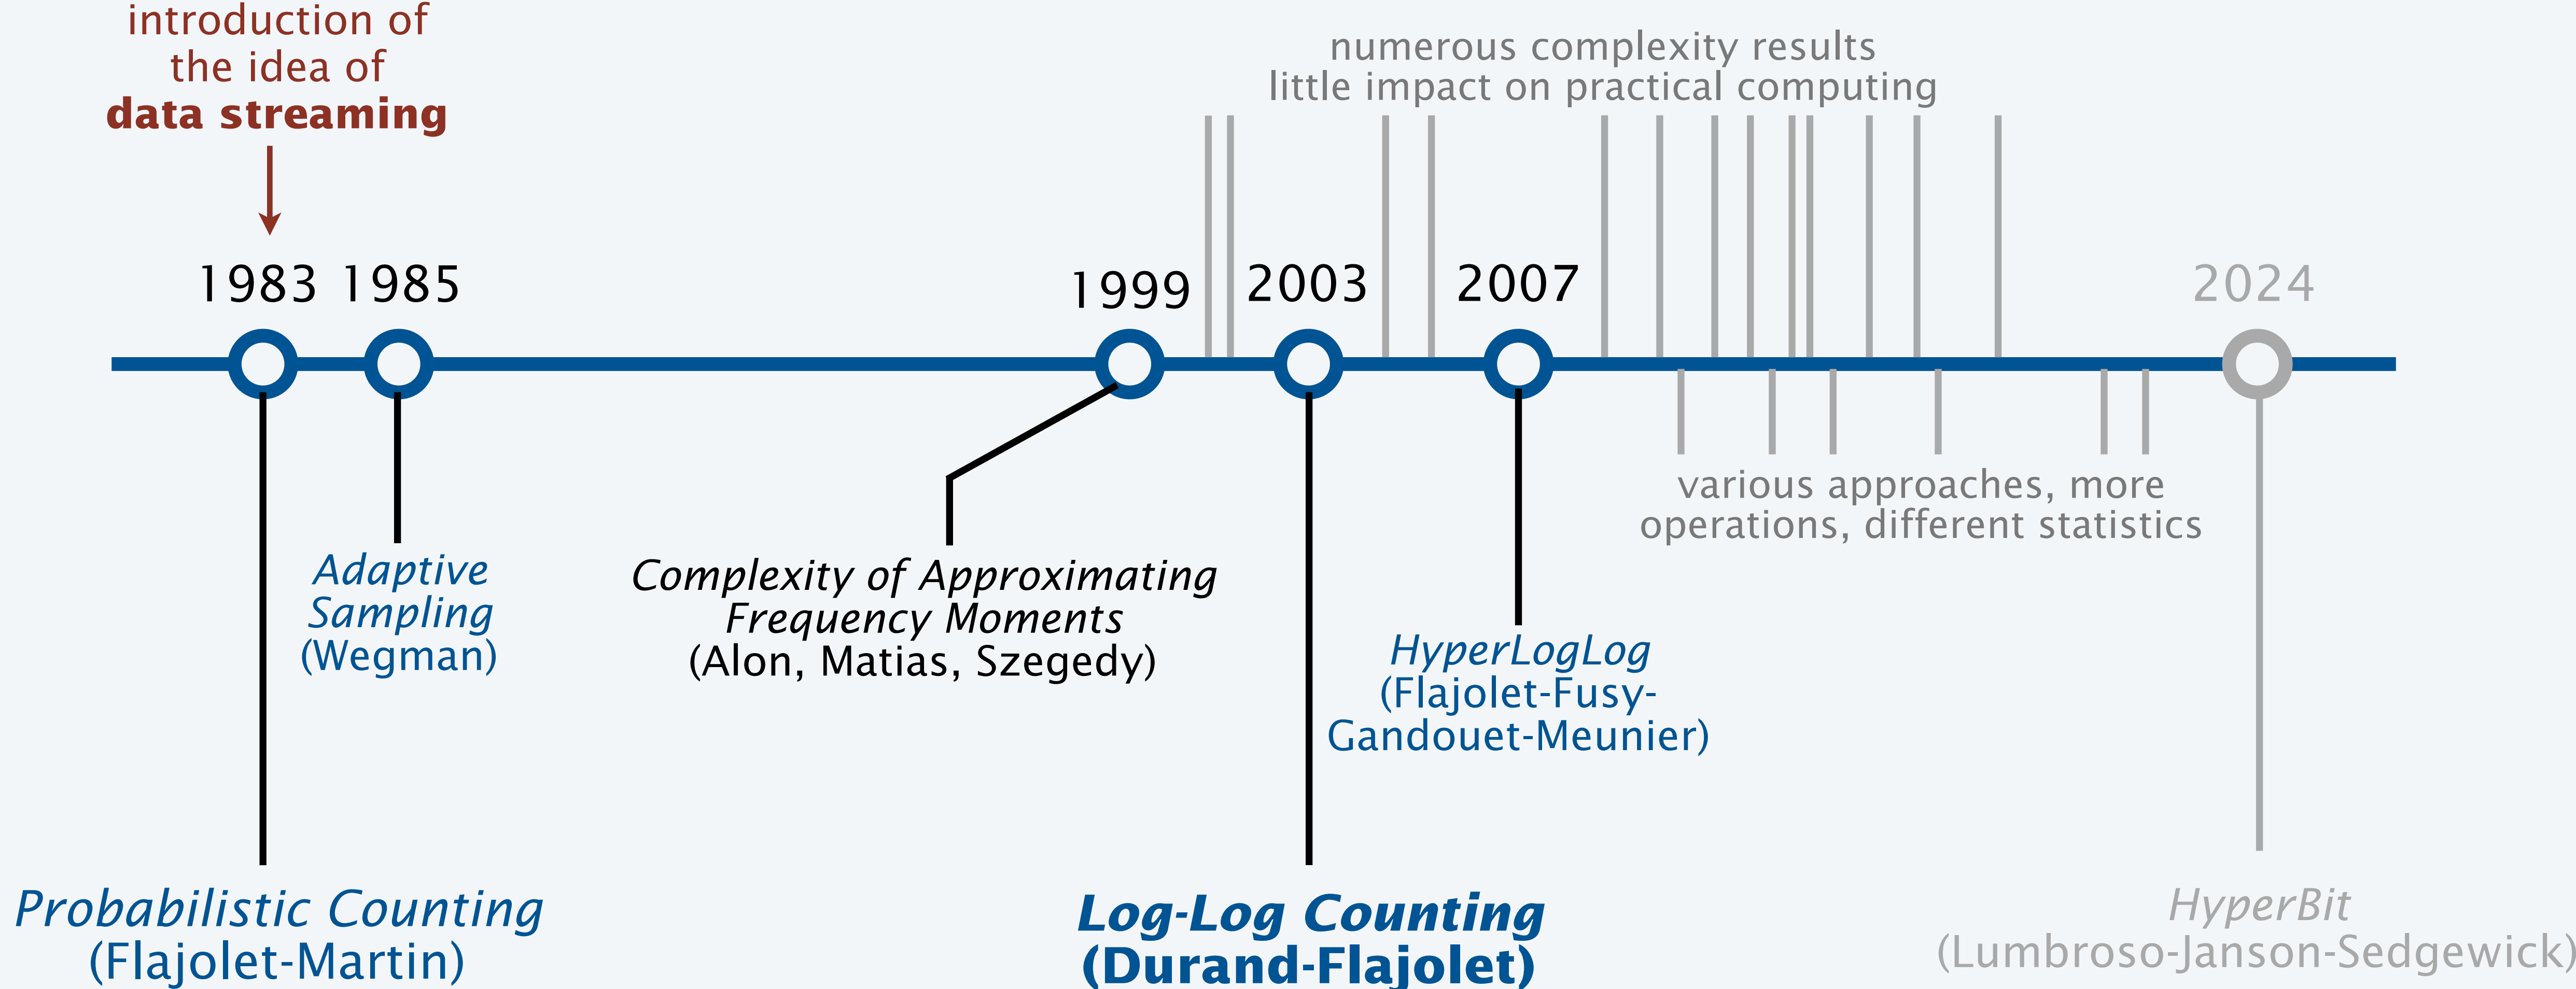 introduction of
the idea of
data streaming
numerous complexity results
little impact on practical computing
1983
1985
1999
2003
2007
2024
various approaches, more
operations, different statistics
Adaptive
Sampling
(Wegman)
Complexity of Approximating
Frequency Moments
(Alon, Matias, Szegedy)
HyperLogLog
(Flajolet-Fusy-
Gandouet-Meunier)
Probabilistic Counting
(Flajolet-Martin)
Log-Log Counting
(Durand-Flajolet)
HyperBit
(Lumbroso-Janson-Sedgewick)